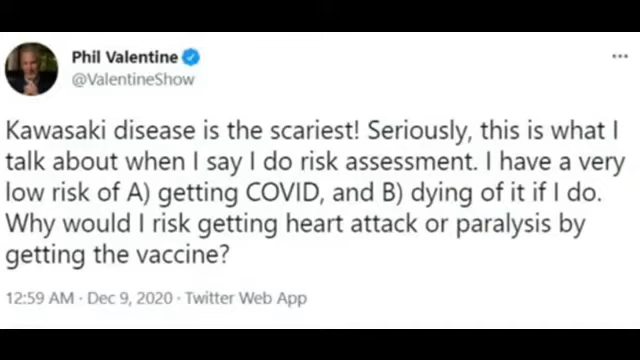 Phil Valentine
@ValentineShow
Kawasaki disease is the scariest! Seriously, this is what I
talk about when I say I do risk assessment. I have a very
low risk of A) getting COVID, and B) dying of it if I do.
Why would I risk getting heart attack or paralysis by
getting the vaccine?
12:59 AM · Dec 9, 2020 · Twitter Web App